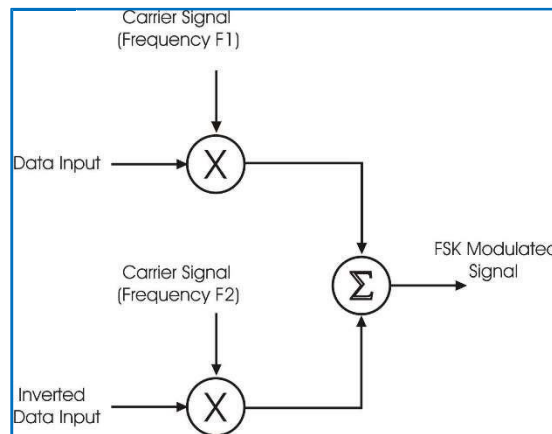 Carrier Signal
(Frequency F1)
Data Input
X
FSK Modulated
Signal
Carrier Signal
(Frequency F2)
Σ
Inverted
Data Input
X